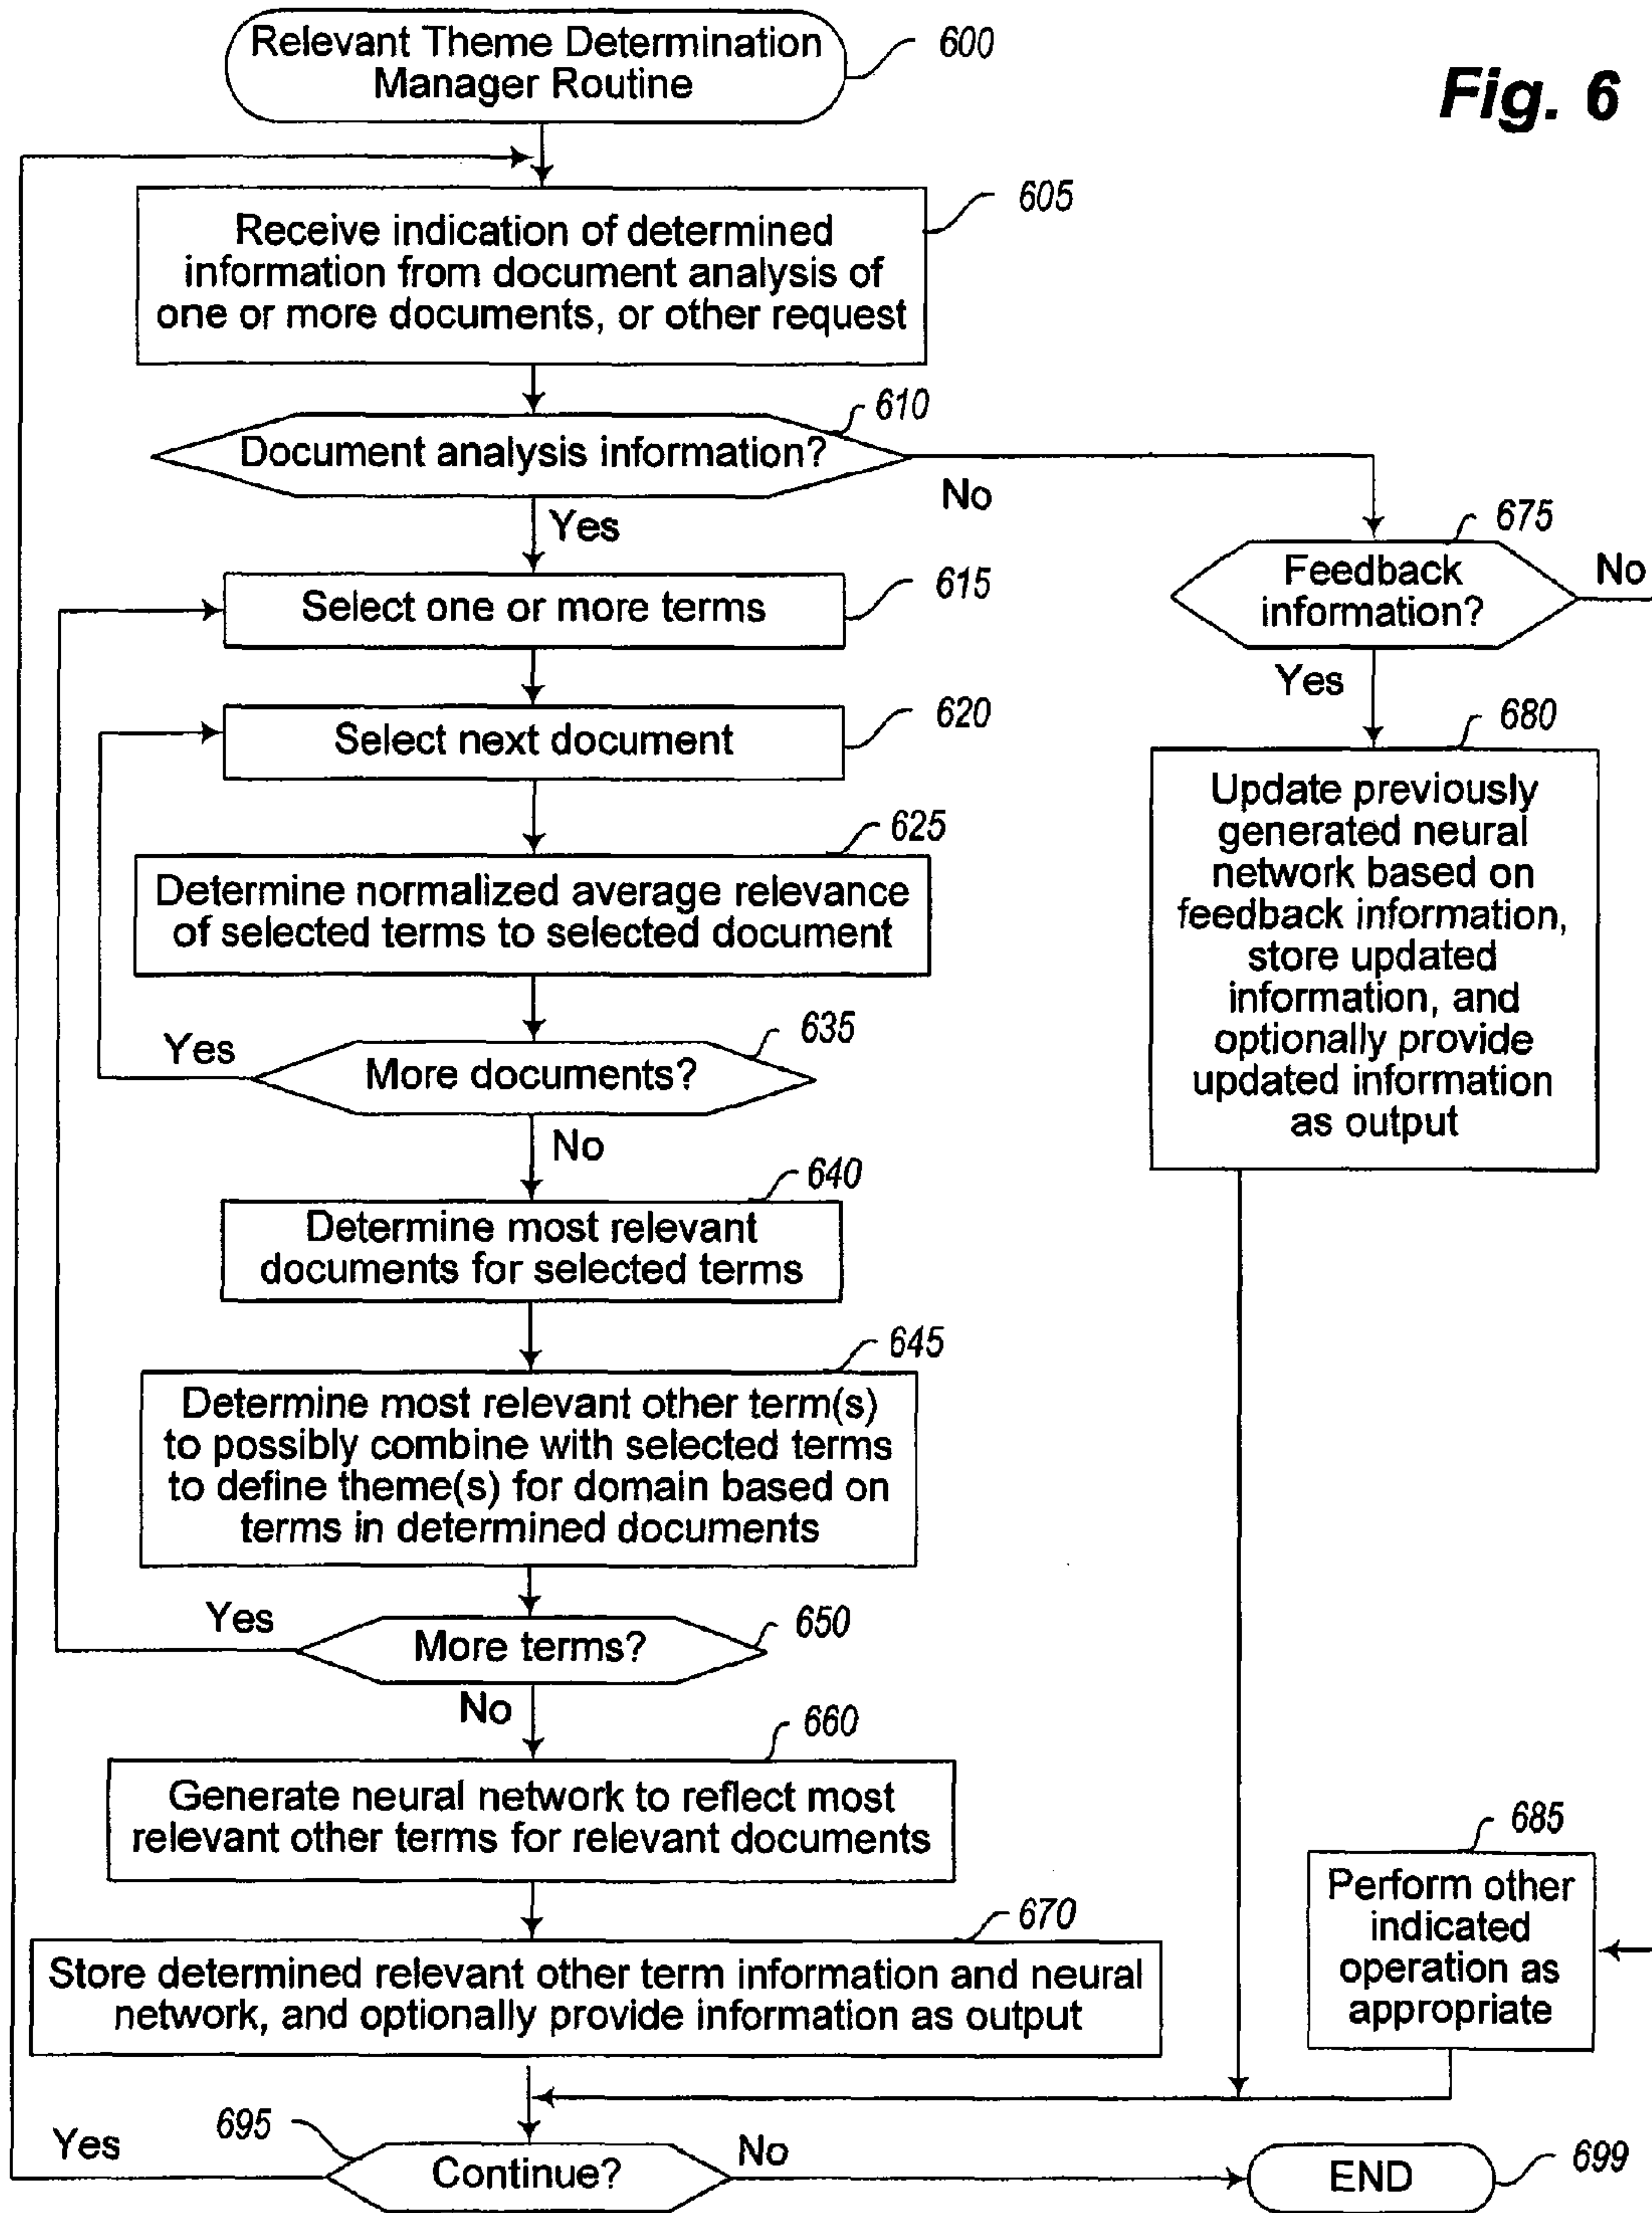 Relevant Theme Determination
Manager Routine
600
Fig. 6
605
Receive indication of determined
information from document analysis of
one or more documents, or other request
610
Document analysis information?
No
Yes
675
Feedback
information?
No
Yes
615
Select one or more terms
620
Select next document
680
Update previously
generated neural
network based on
feedback information,
store updated
information, and
optionally provide
updated information
as output
625
Determine normalized average relevance
of selected terms to selected document
635
Yes
More documents?
No
640
Determine most relevant
documents for selected terms
645
Determine most relevant other term(s)
to possibly combine with selected terms
to define theme(s) for domain based on
terms in determined documents
Yes
650
More terms?
No
660
Generate neural network to reflect most
relevant other terms for relevant documents
685
Perform other
indicated
operation as
appropriate
670
Store determined relevant other term information and neural
network, and optionally provide information as output
695
Yes
Continue?
No
END
699